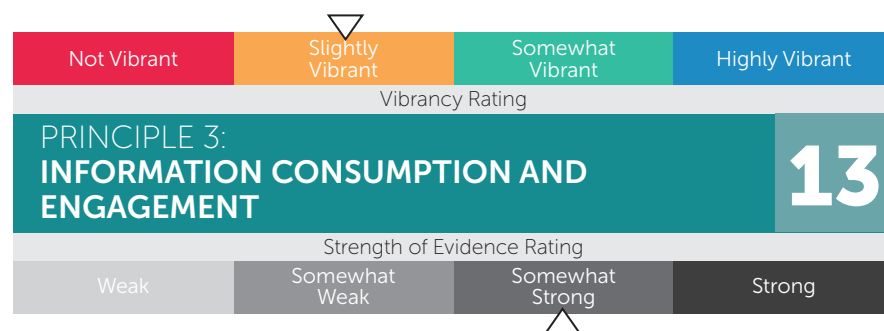 Not Vibrant
Slightly
Vibrant
Somewhat
Vibrant
Highly Vibrant
Vibrancy Rating
PRINCIPLE 3:
INFORMATION CONSUMPTION AND
ENGAGEMENT
13
Strength of Evidence Rating
Weak
Somewhat
Weak
Somewhat
Strong
Strong